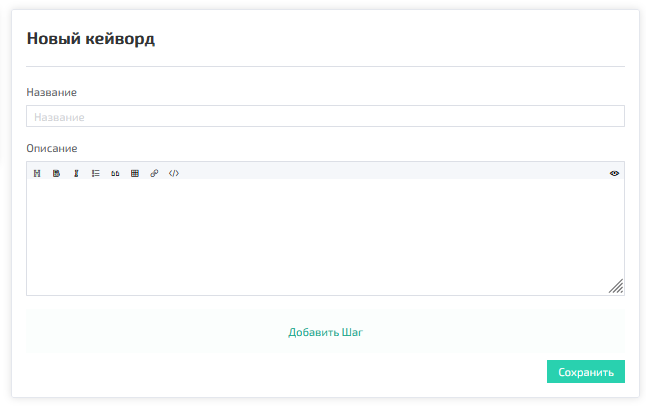 Новый кейворд
Название
Название
Описание
Добавить Шаг
Сохранить